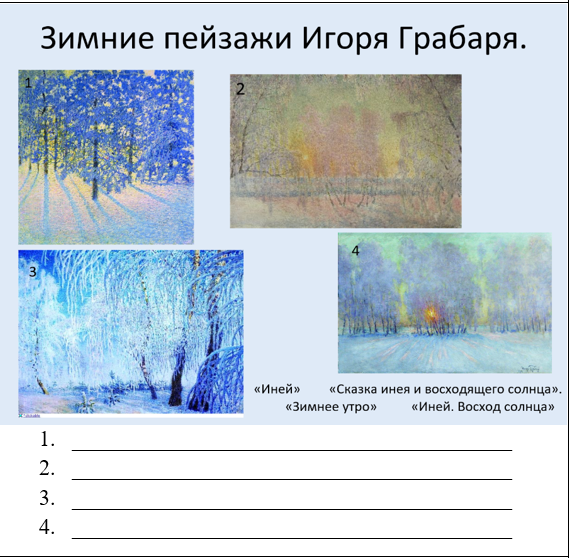 Зимние пейзажи Игоря Грабаря.
1
2
3
4
«Иней» «Сказка инея и восходящего солнца».
«Зимнее утро» «Иней. Восход солнца»
1.
2.
3.
4.